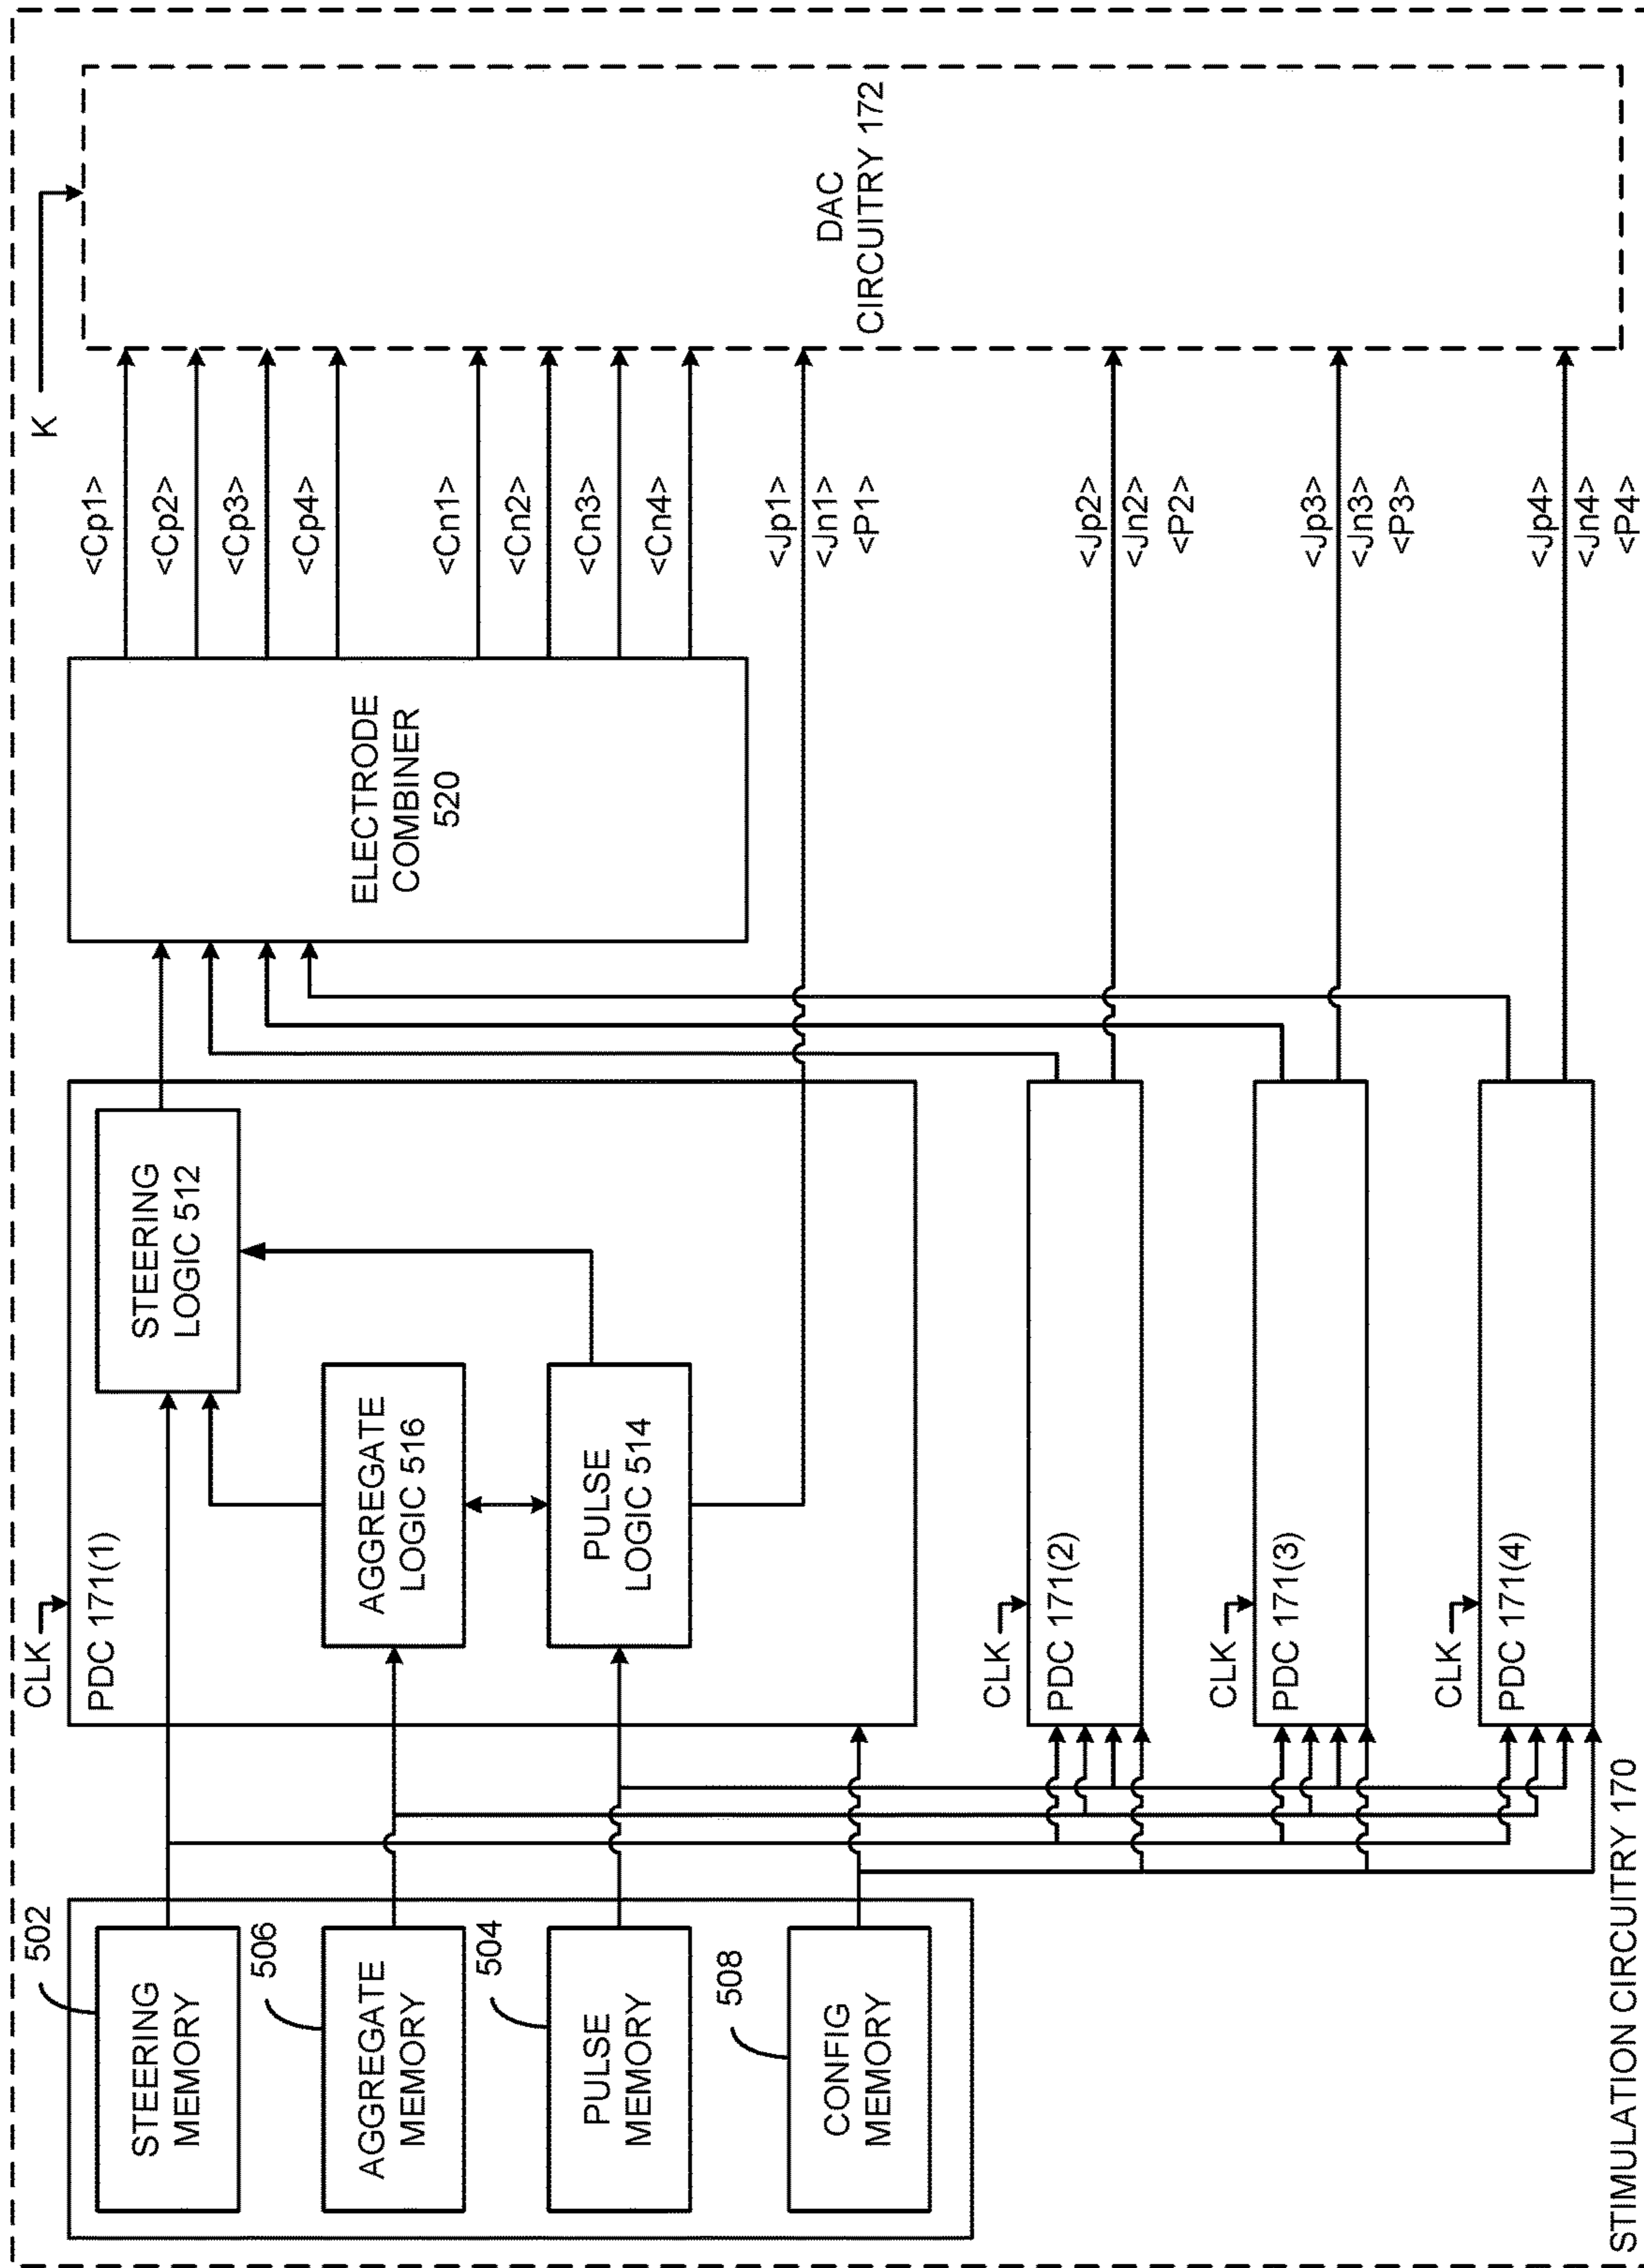 502
STEERING
MEMORY
506
AGGREGATE
MEMORY
504
PULSE
MEMORY
508
CONFIG
MEMORY
CLK
PDC 171(1)
STEERING
LOGIC 512
AGGREGATE
LOGIC 516
PULSE
LOGIC 514
CLK
PDC 171(2)
CLK
PDC 171(3)
CLK
PDC 171(4)
ELECTRODE
COMBINER
520
K
<Cp1>
<Cp2>
<Cp3>
<Cp4>
<Cn1>
<Cn2>
<Cn3>
<Cn4>
<Jp1>
<Jn1>
<P1>
<Jp2>
<Jn2>
<P2>
<Jp3>
<Jn3>
<P3>
<Jp4>
<Jn4>
<P4>
DAC
CIRCUITRY 172
STIMULATION CIRCUITRY 170